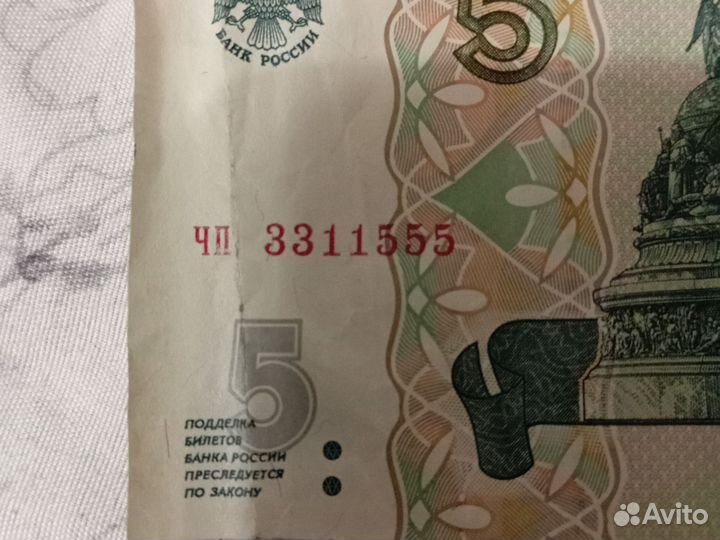 БАНК РОССИИ
5
чп 3311555
5
ПОДДЕЛКА
БИЛЕТОВ
БАНКА РОССИИ
ПРЕСЛЕДУЕТСЯ
ПО ЗАКОНУ
Avito